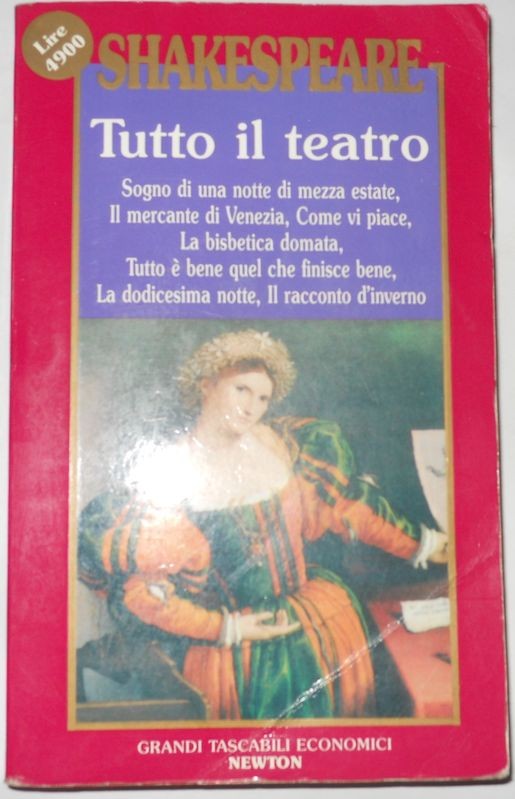 Lire
4900
SHAKESPEARE
Tutto il teatro
Sogno di una notte di mezza estate,
Il mercante di Venezia, Come vi piace,
La bisbetica domata,
Tutto è bene quel che finisce bene,
La dodicesima notte, Il racconto d'inverno
GRANDI TASCABILI ECONOMICI
NEWTON